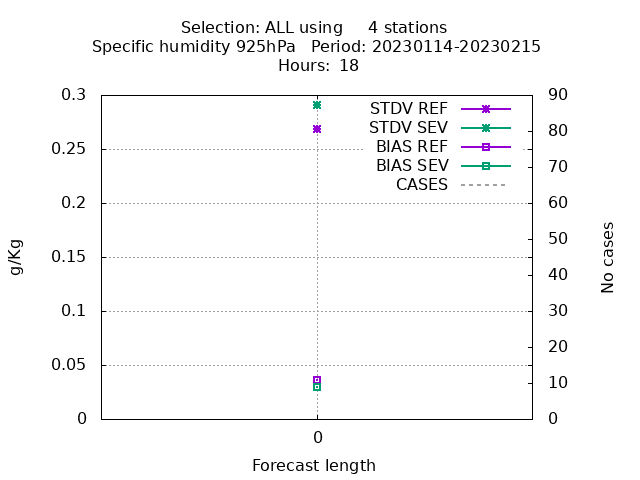 Selection: ALL using     4 stations
Specific humidity 925hPa   Period: 20230114-20230215
Hours:  18
STDV REF
STDV SEV
BIAS REF
BIAS SEV
CASES
0.3
0.25
0.2
0.15
0.1
0.05
0
g/Kg
90
80
70
60
50
40
30
20
10
0
No cases
0
Forecast length